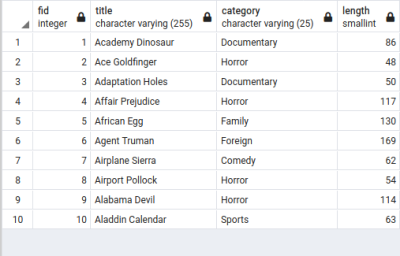 fid title category length
integer character varying (255) character varying (25) smallint
1 1 Academy Dinosaur Documentary 86
2 2 Ace Goldfinger Horror 48
3 3 Adaptation Holes Documentary 50
4 4 Affair Prejudice Horror 117
5 5 African Egg Family 130
6 6 Agent Truman Foreign 169
7 7 Airplane Sierra Comedy 62
8 8 Airport Pollock Horror 54
9 9 Alabama Devil Horror 114
10 10 Aladdin Calendar Sports 63